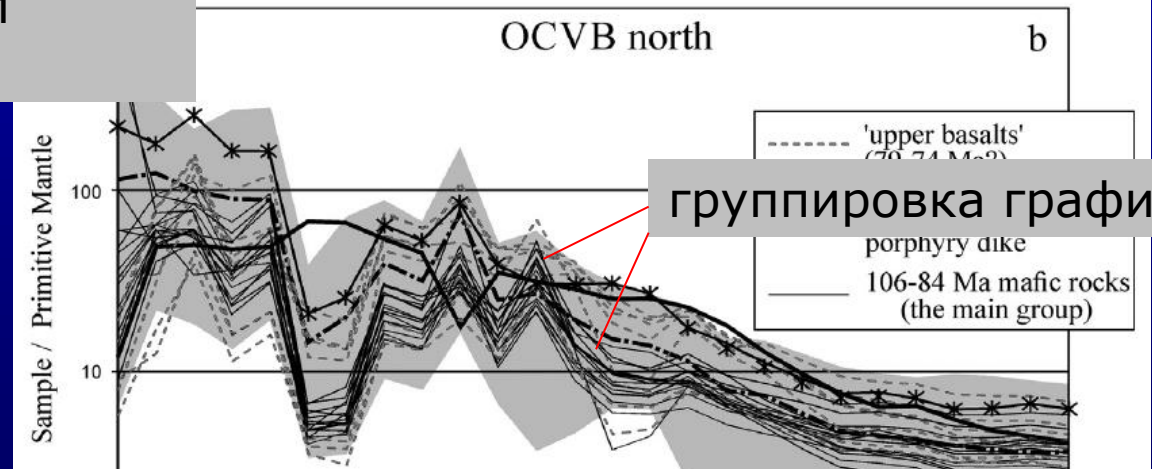 OCVB north
b
'upper basalts'
группировка графи
porphyry dike
106-84 Ma mafic rocks
(the main group)
Sample / Primitive Mantle
100
10